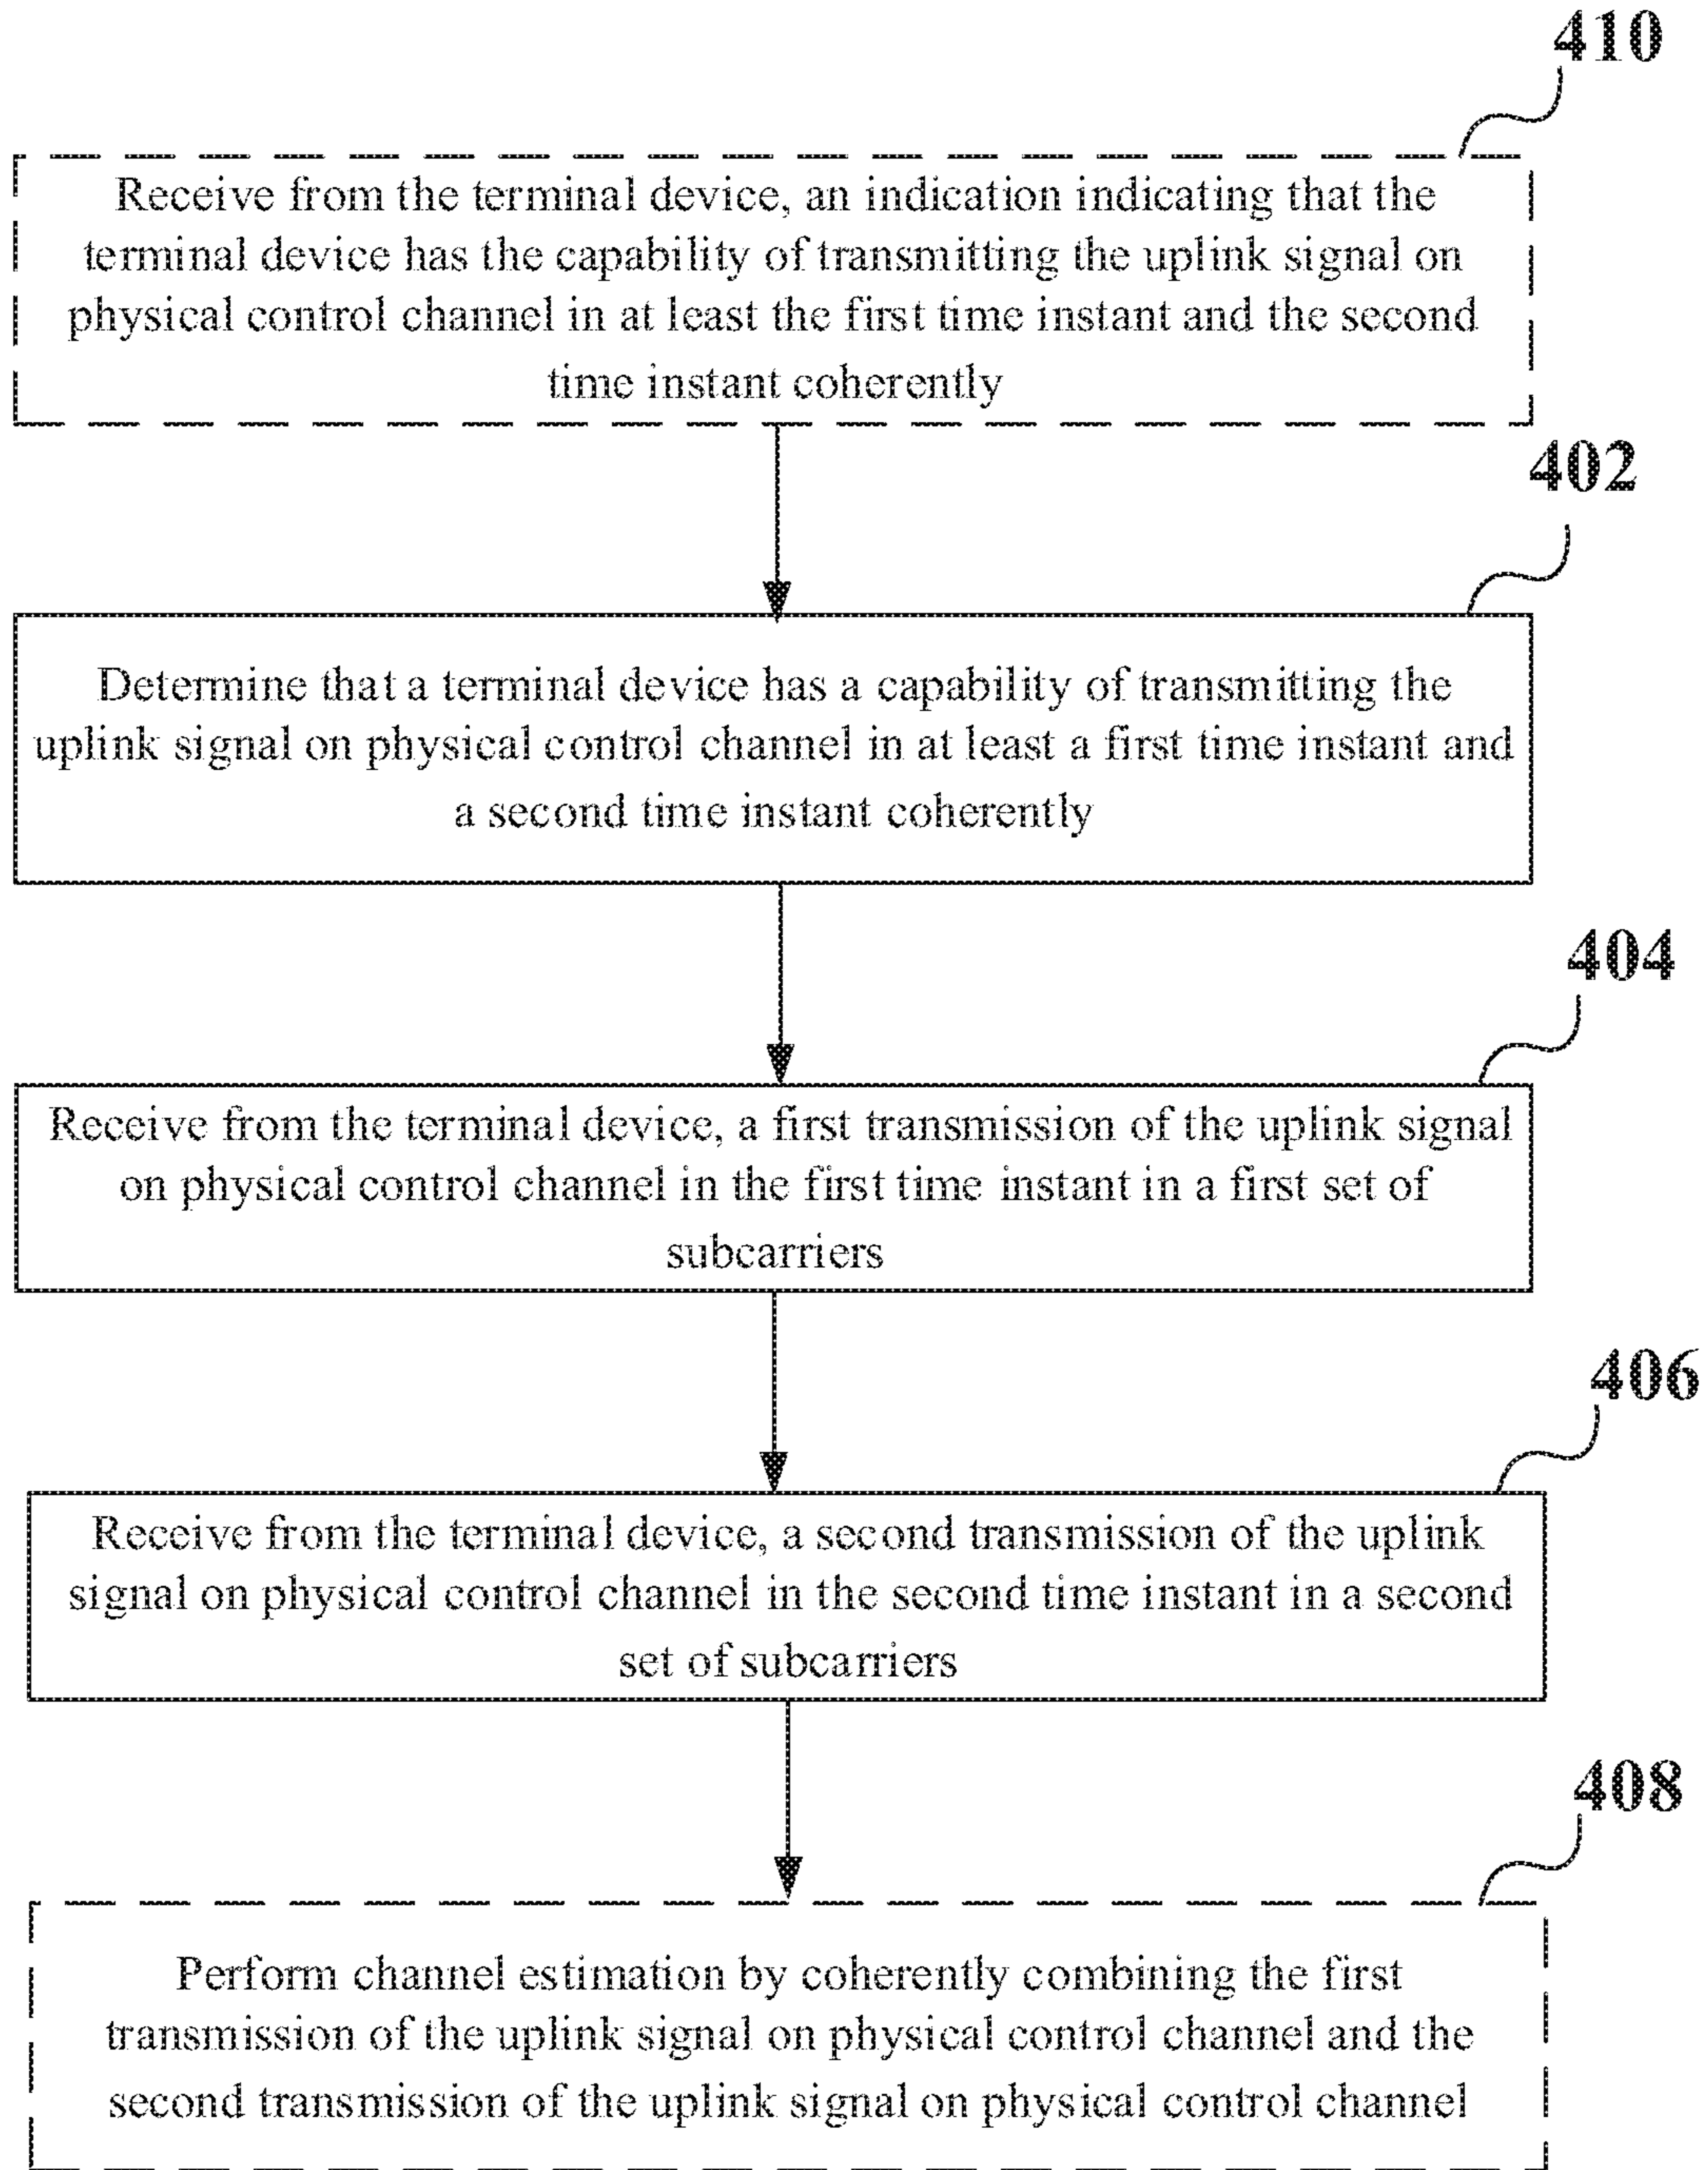 410
Receive from the terminal device, an indication indicating that the
terminal device has the capability of transmitting the uplink signal on
physical control channel in at least the first time instant and the second
time instant coherently
402
Determine that a terminal device has a capability of transmitting the
uplink signal on physical control channel in at least a first time instant and
a second time instant coherently
404
Receive from the terminal device, a first transmission of the uplink signal
on physical control channel in the first time instant in a first set of
subcarriers
406
Receive from the terminal device, a second transmission of the uplink
signal on physical control channel in the second time instant in a second
set of subcarriers
408
Perform channel estimation by coherently combining the first
transmission of the uplink signal on physical control channel and the
second transmission of the uplink signal on physical control channel